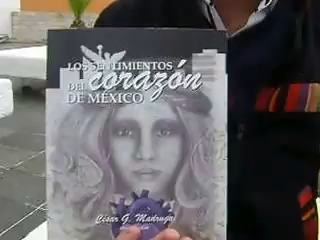 LOS SENTIMIENTOS
DEL corazón
DE MÉXICO
César G. Madruga